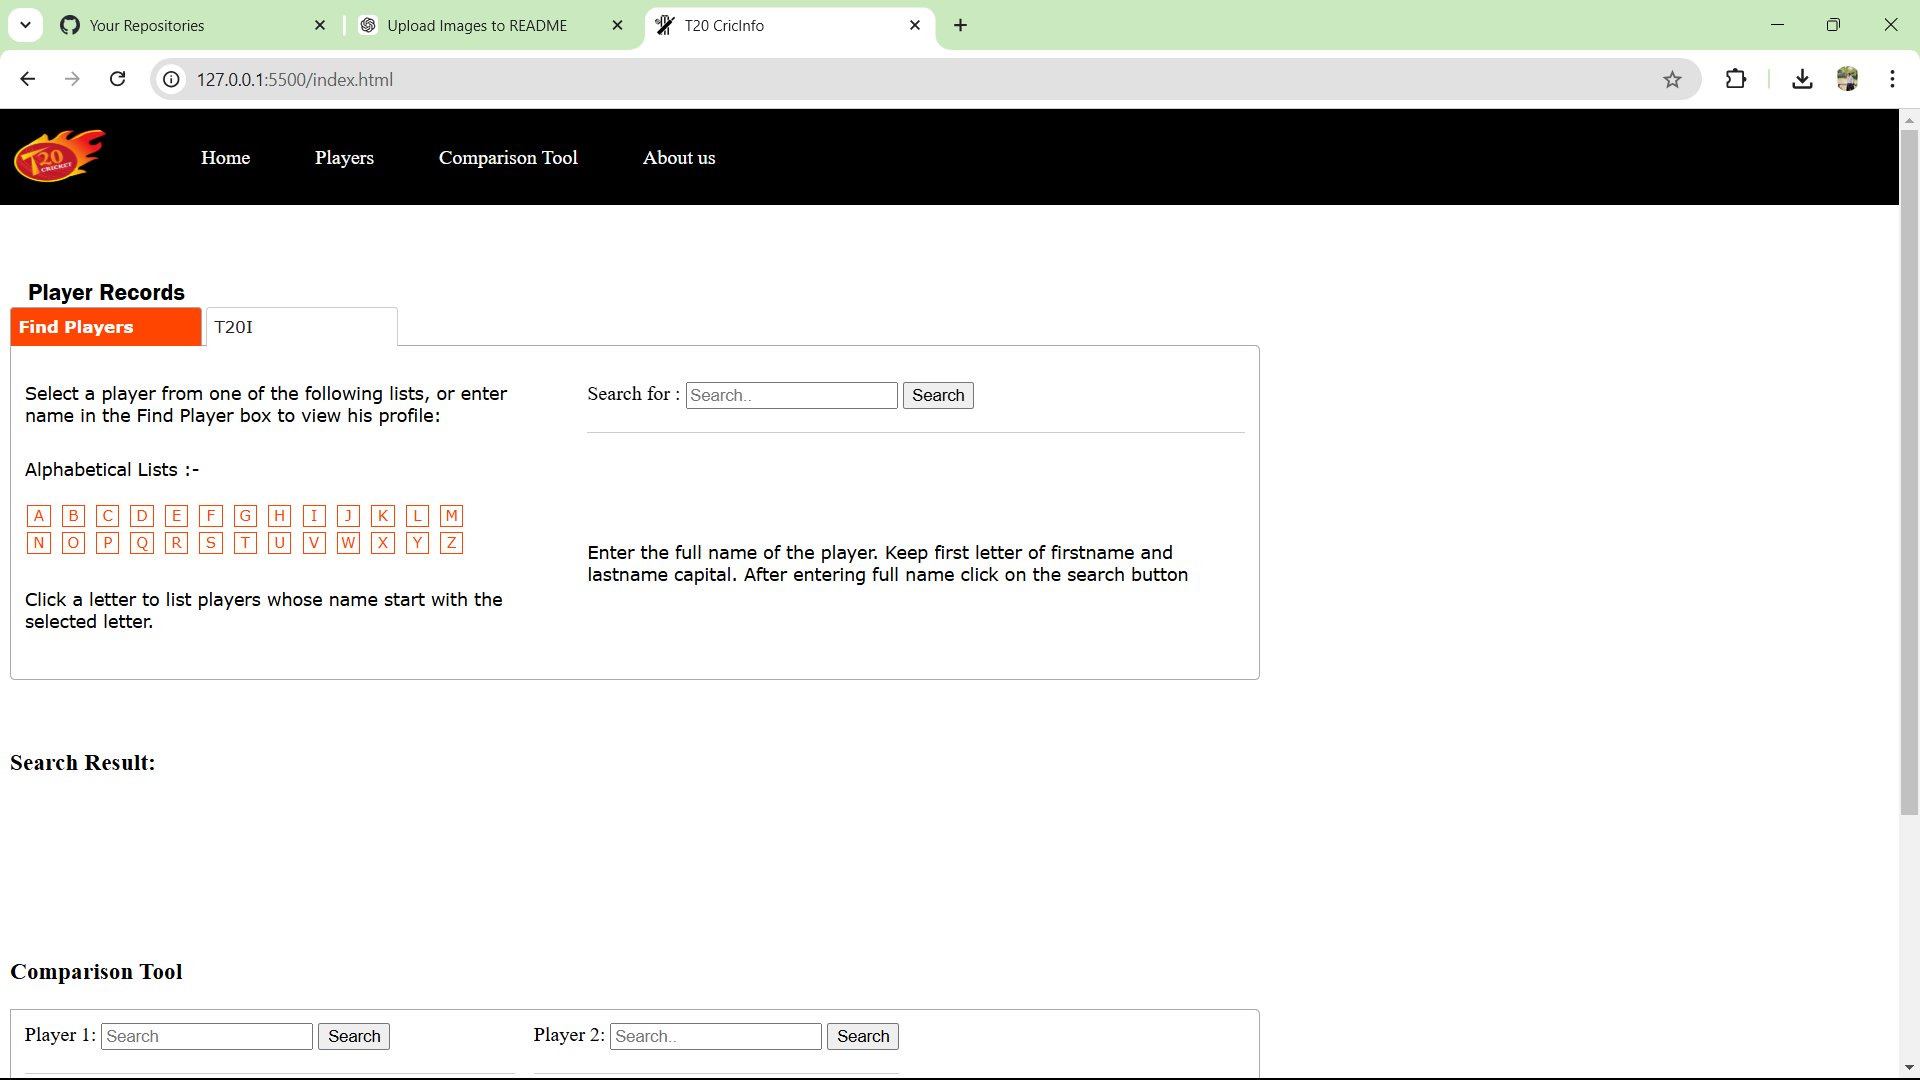 Your Repositories
Upload Images to README
T20 CricInfo
127.0.0.1:5500/index.html
T20
CRICKET
Home
Players
Comparison Tool
About us
Player Records
Find Players
T20I
Select a player from one of the following lists, or enter
name in the Find Player box to view his profile:
Search for : Search.. Search
Alphabetical Lists :-
A B C D E F G H I J K L M
N O P Q R S T U V W X Y Z
Enter the full name of the player. Keep first letter of firstname and
lastname capital. After entering full name click on the search button
Click a letter to list players whose name start with the
selected letter.
Search Result:
Comparison Tool
Player 1: Search Search
Player 2: Search.. Search